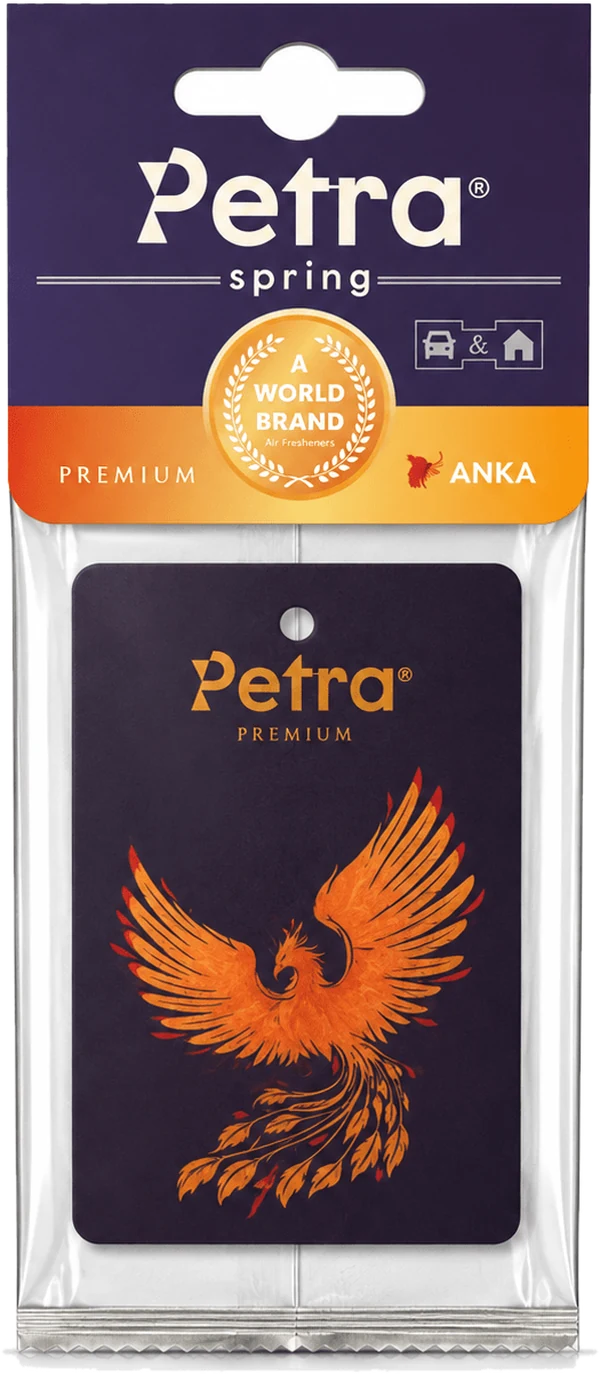 Petra®
spring
&
A
WORLD
BRAND
Air Fresheners
PREMIUM
ANKA
Petra®
PREMIUM